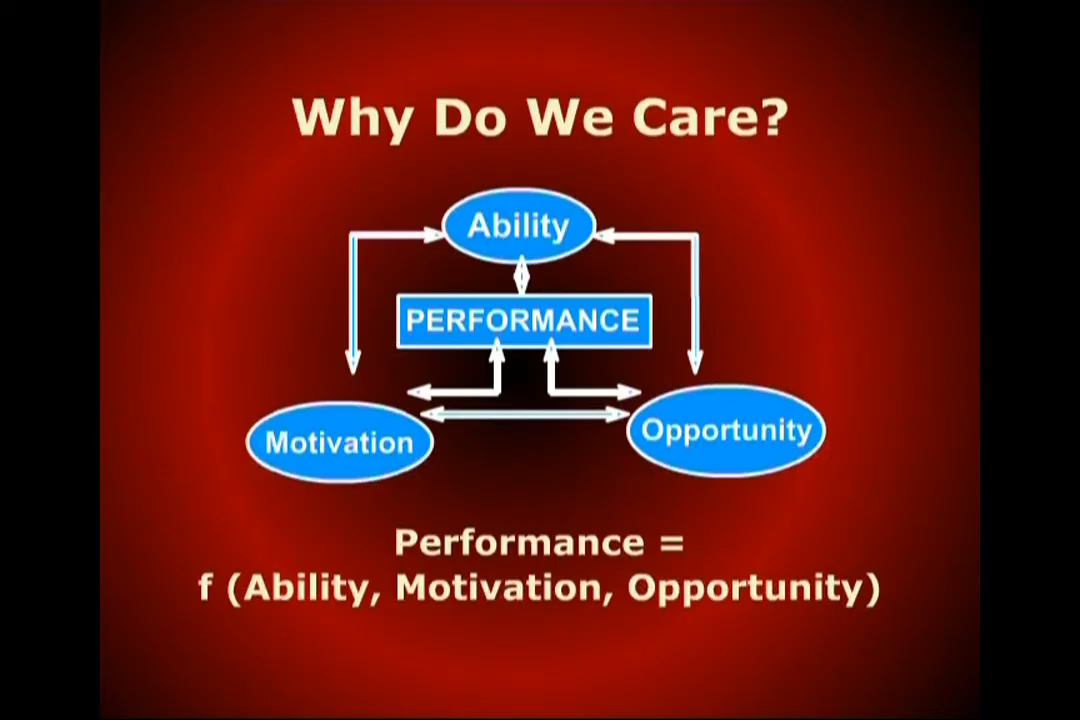 Why Do We Care?
Ability
PERFORMANCE
Motivation
Opportunity
Performance =
f (Ability, Motivation, Opportunity)